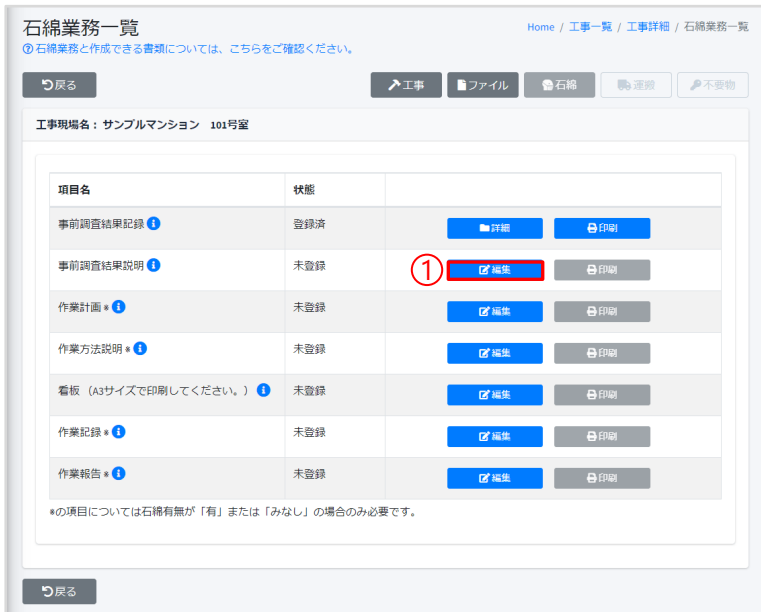 石綿業務一覧
Home / 工事一覧 / 工事詳細 / 石綿業務一覧
石綿業務と作成できる書類については、こちらをご確認ください。
戻る 工事 ファイル 石綿 運搬 不要物
工事現場名：サンプルマンション 101号室
項目名 状態
事前調査結果記録 登録済 詳細 印刷
事前調査結果説明 未登録 ① 編集 印刷
作業計画※ 未登録 編集 印刷
作業方法説明※ 未登録 編集 印刷
看板（A3サイズで印刷してください。） 未登録 編集 印刷
作業記録※ 未登録 編集 印刷
作業報告※ 未登録 編集 印刷
※の項目については石綿有無が「有」または「みなし」の場合のみ必要です。
戻る